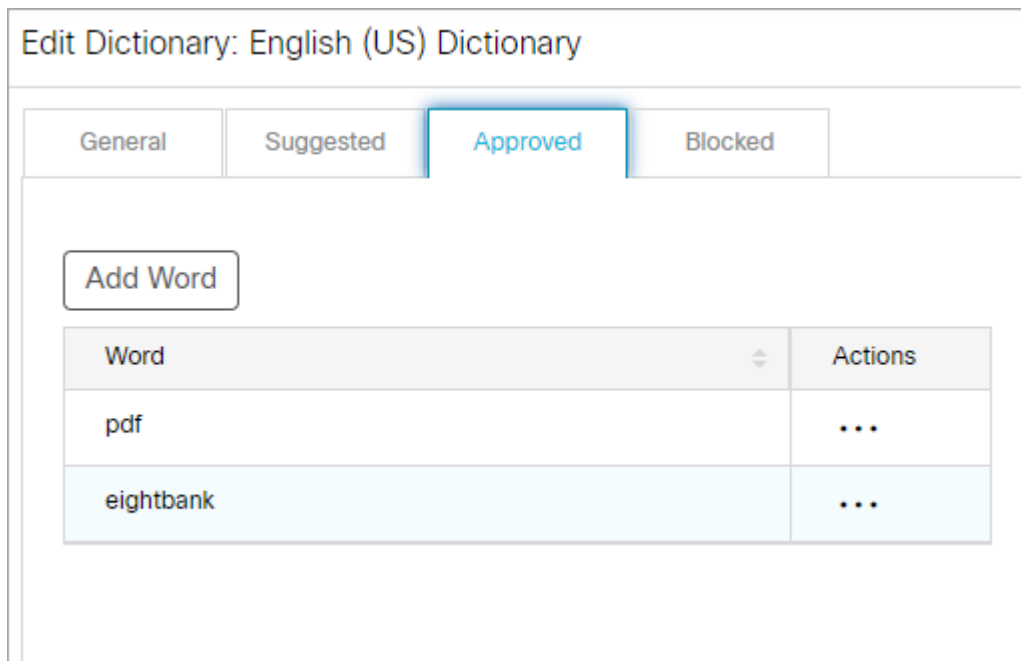 Edit Dictionary: English (US) Dictionary
General Suggested Approved Blocked
Add Word
Word Actions
pdf ...
eightbank ...